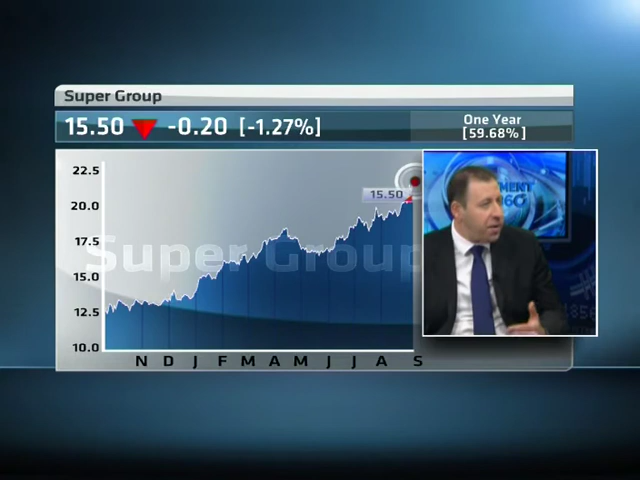 Super Group
15.50 -0.20 [-1.27%]
One Year
[59.68%]
22.5
20.0
17.5
15.0
12.5
10.0
Super Group
15.50
N D J F M A M J J A S